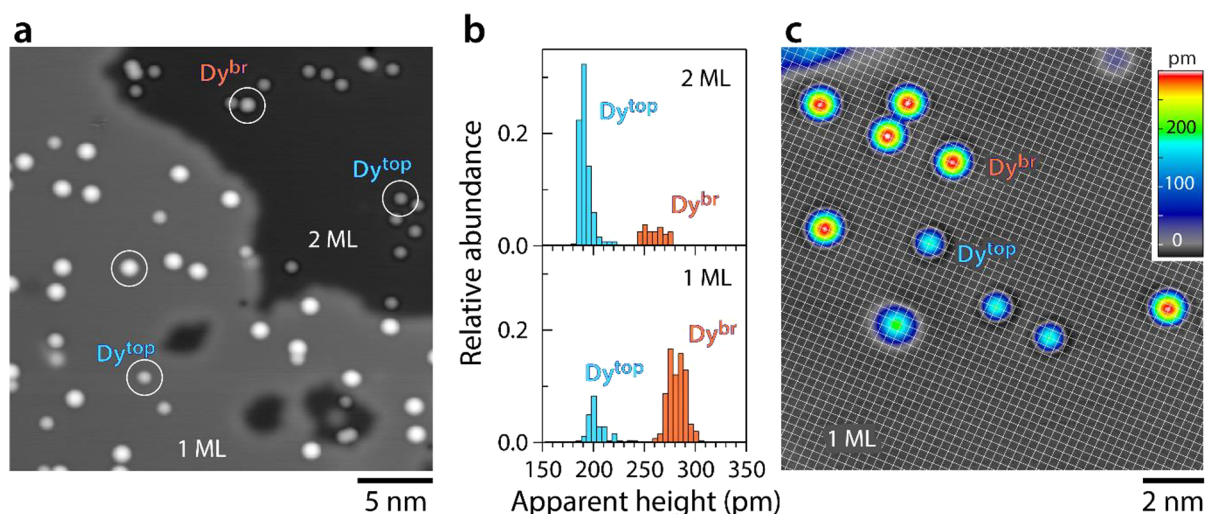 a
Dy^br
Dy^top
2 ML
Dy^top
1 ML
5 nm
b
2 ML
Dy^top
Dy^br
0.2
0.0
1 ML
Dy^br
Dy^top
0.2
0.0
150 200 250 300 350
Relative abundance
Apparent height (pm)
c
pm
200
100
0
Dy^br
Dy^top
1 ML
2 nm